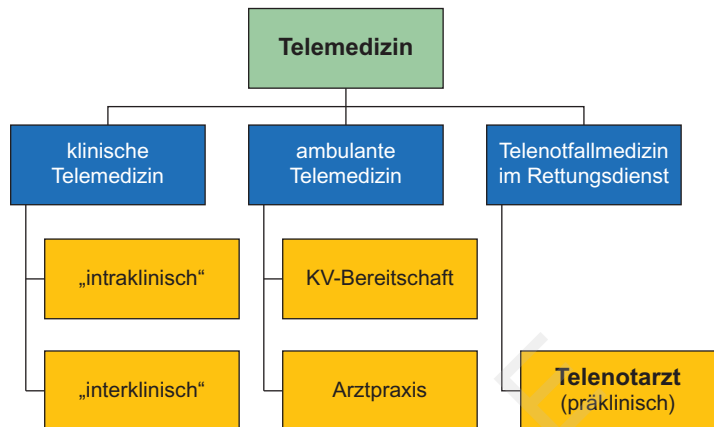 Telemedizin
klinische
Telemedizin
ambulante
Telemedizin
Telenotfallmedizin
im Rettungsdienst
„intraklinisch“
KV-Bereitschaft
„interklinisch“
Arztpraxis
Telenotarzt
(präklinisch)